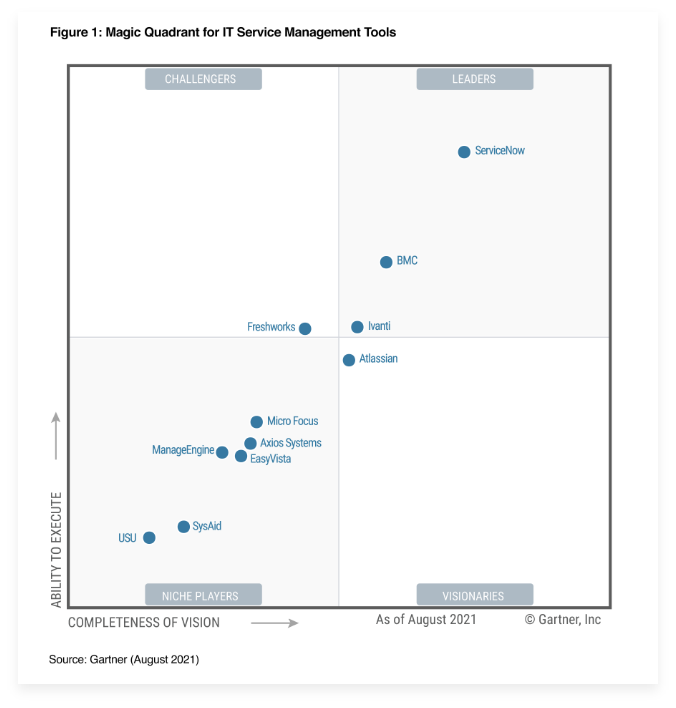 Figure 1: Magic Quadrant for IT Service Management Tools
CHALLENGERS
LEADERS
ServiceNow
BMC
Freshworks
Ivanti
Atlassian
Micro Focus
Axios Systems
ManageEngine
EasyVista
SysAid
USU
ABILITY TO EXECUTE
NICHE PLAYERS
VISIONARIES
COMPLETENESS OF VISION
As of August 2021
© Gartner, Inc
Source: Gartner (August 2021)